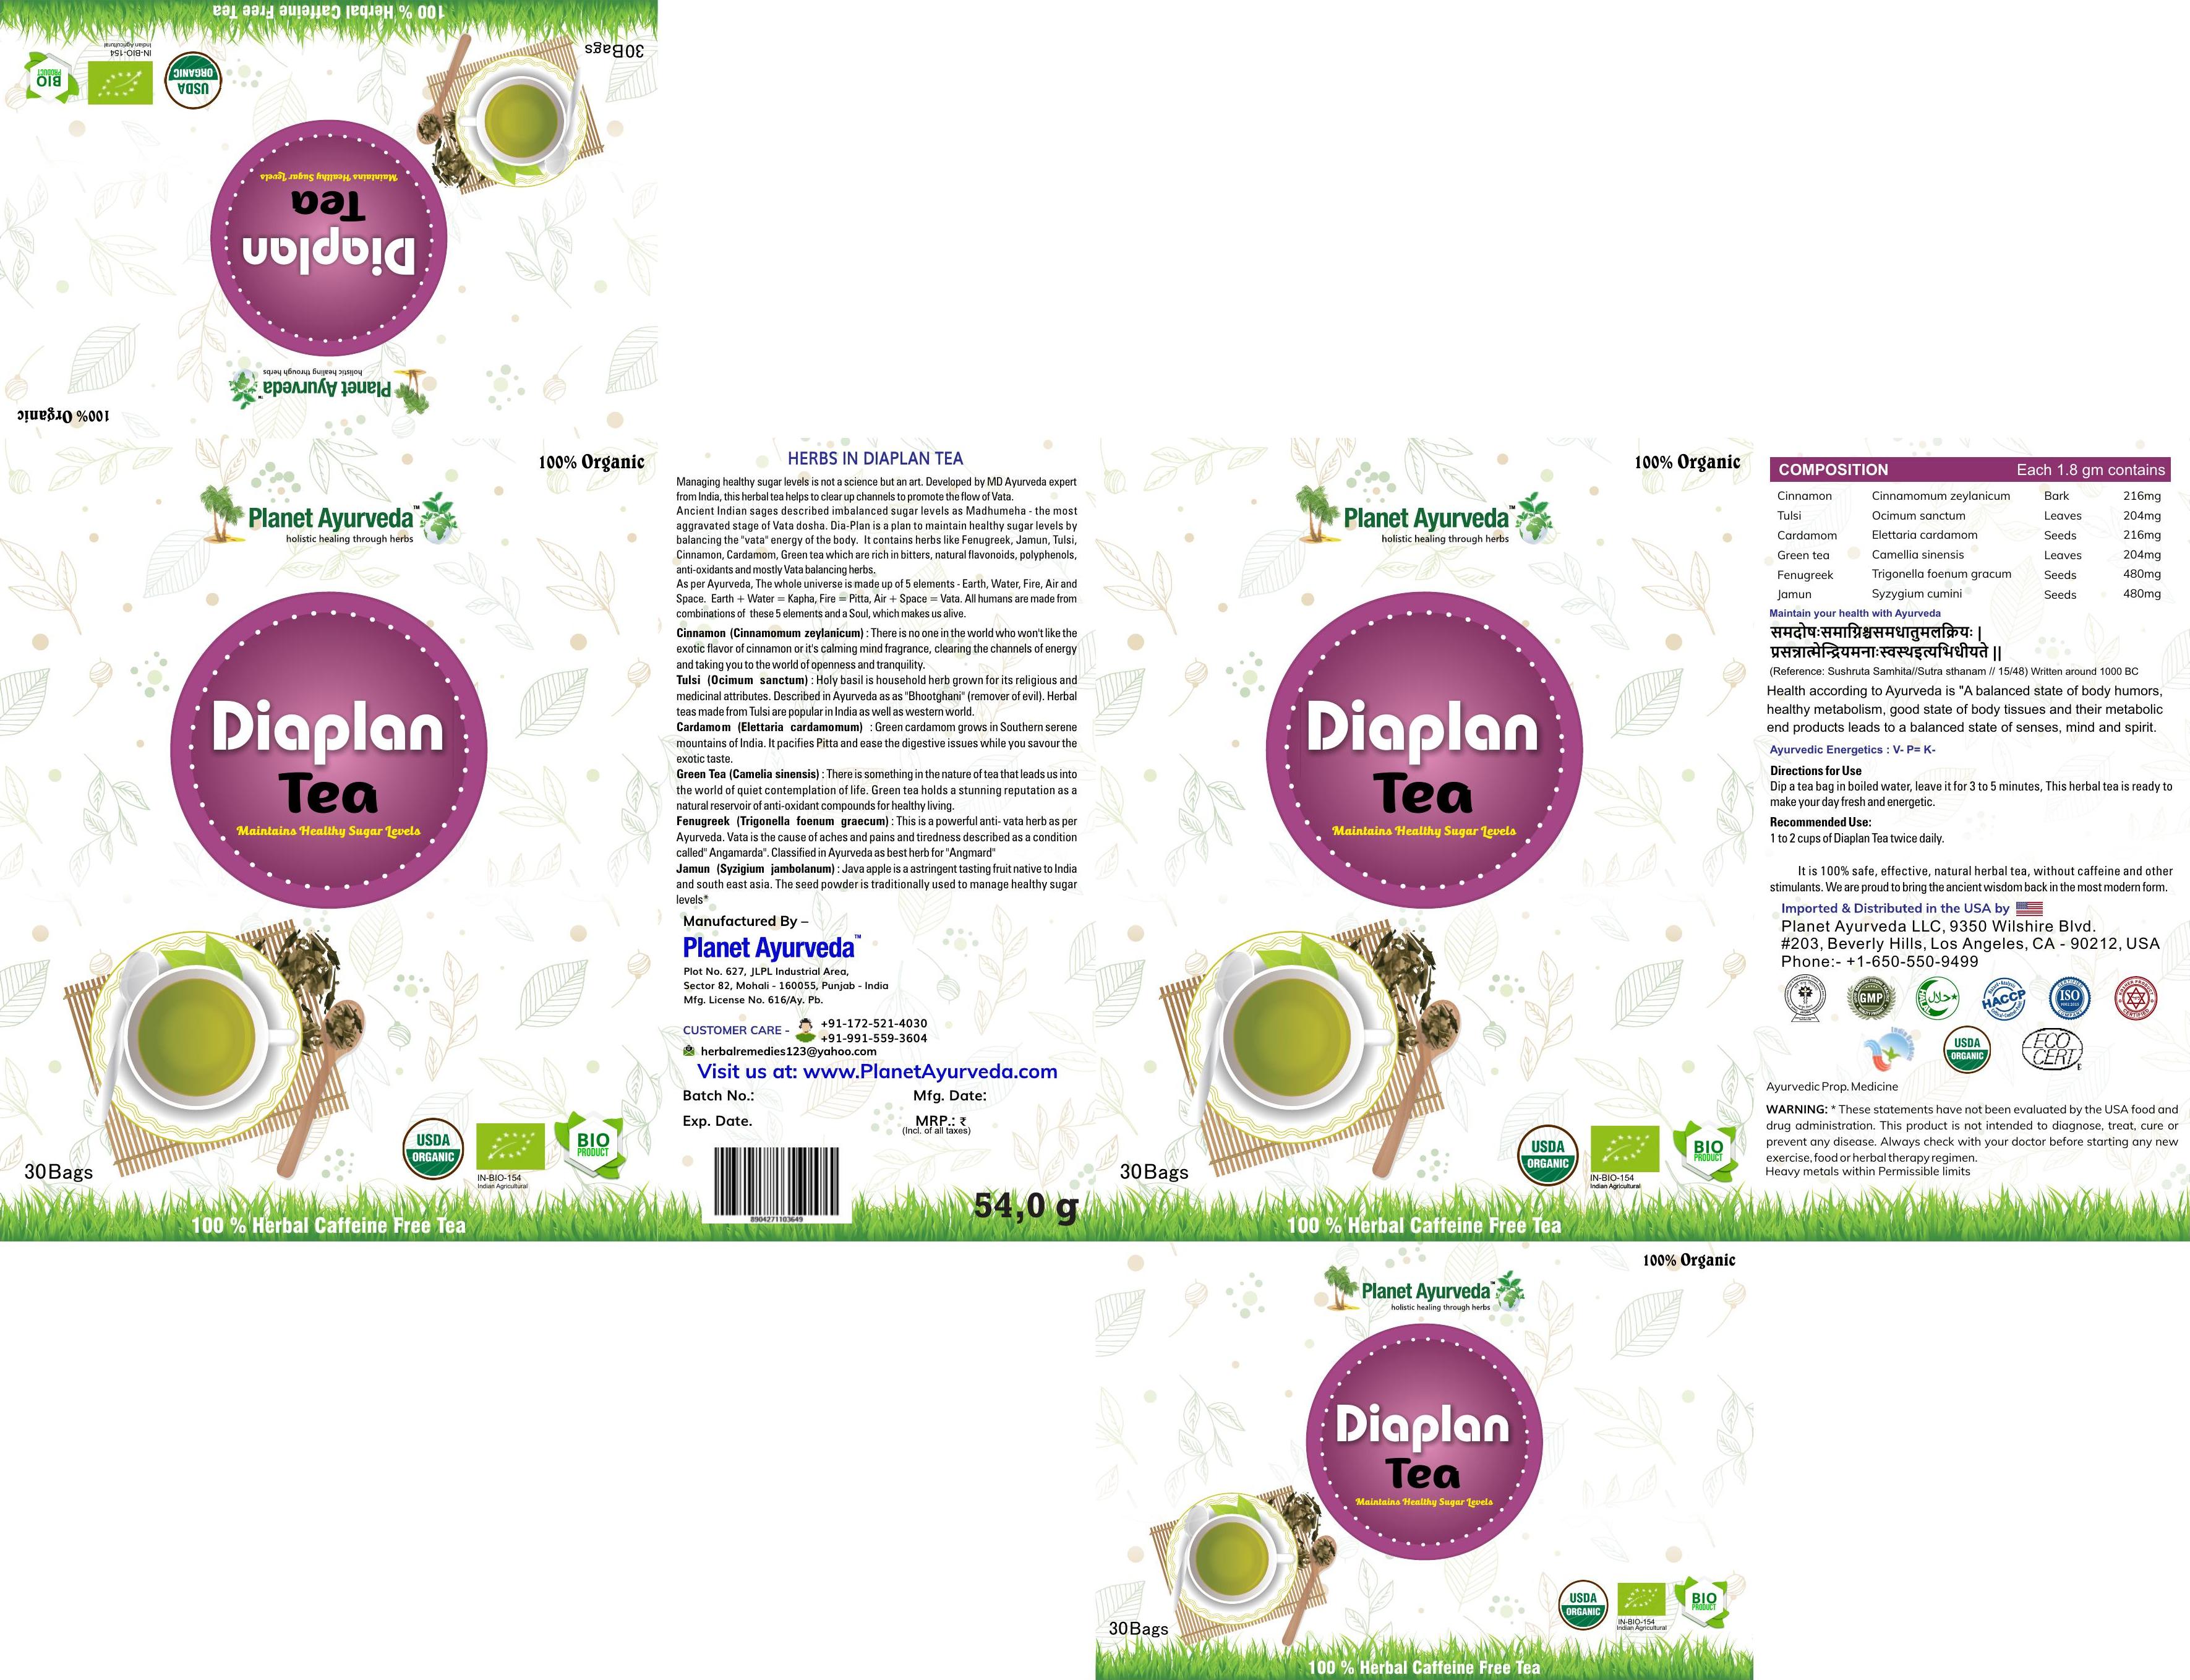 100 % Herbal Caffeine Free Tea
30Bags
IN-BIO-154
Indian Agricultural
USDA
ORGANIC
BIO
PRODUCT
Maintains Healthy Sugar Levels
Tea
Diaplan
holistic healing through herbs
Planet Ayurveda™
100% Organic
100% Organic
Planet Ayurveda™
holistic healing through herbs
Diaplan
Tea
Maintains Healthy Sugar Levels
30Bags
USDA
ORGANIC
IN-BIO-154
Indian Agricultural
BIO
PRODUCT
100 % Herbal Caffeine Free Tea
HERBS IN DIAPLAN TEA
Managing healthy sugar levels is not a science but an art. Developed by MD Ayurveda expert
from India, this herbal tea helps to clear up channels to promote the flow of Vata.
Ancient Indian sages described imbalanced sugar levels as Madhumeha - the most
aggravated stage of Vata dosha. Dia-Plan is a plan to maintain healthy sugar levels by
balancing the "vata" energy of the body. It contains herbs like Fenugreek, Jamun, Tulsi,
Cinnamon, Cardamom, Green tea which are rich in bitters, natural flavonoids, polyphenols,
anti-oxidants and mostly Vata balancing herbs.
As per Ayurveda, The whole universe is made up of 5 elements - Earth, Water, Fire, Air and
Space. Earth + Water = Kapha, Fire = Pitta, Air + Space = Vata. All humans are made from
combinations of these 5 elements and a Soul, which makes us alive.
Cinnamon (Cinnamomum zeylanicum) : There is no one in the world who won't like the
exotic flavor of cinnamon or it's calming mind fragrance, clearing the channels of energy
and taking you to the world of openness and tranquility.
Tulsi (Ocimum sanctum) : Holy basil is household herb grown for its religious and
medicinal attributes. Described in Ayurveda as as "Bhootghani" (remover of evil). Herbal
teas made from Tulsi are popular in India as well as western world.
Cardamom (Elettaria cardamomum) : Green cardamom grows in Southern serene
mountains of India. It pacifies Pitta and ease the digestive issues while you savour the
exotic taste.
Green Tea (Camelia sinensis) : There is something in the nature of tea that leads us into
the world of quiet contemplation of life. Green tea holds a stunning reputation as a
natural reservoir of anti-oxidant compounds for healthy living.
Fenugreek (Trigonella foenum graecum) : This is a powerful anti- vata herb as per
Ayurveda. Vata is the cause of aches and pains and tiredness described as a condition
called" Angamarda". Classified in Ayurveda as best herb for "Angmard"
Jamun (Syzigium jambolanum) : Java apple is a astringent tasting fruit native to India
and south east asia. The seed powder is traditionally used to manage healthy sugar
levels*
Manufactured By –
Planet Ayurveda™
Plot No. 627, JLPL Industrial Area,
Sector 82, Mohali - 160055, Punjab - India
Mfg. License No. 616/Ay. Pb.
CUSTOMER CARE - +91-172-521-4030
+91-991-559-3604
herbalremedies123@yahoo.com
Visit us at: www.PlanetAyurveda.com
Batch No.: Mfg. Date:
Exp. Date. MRP.: ₹
(Incl. of all taxes)
8904271103649
54,0 g
100% Organic
Planet Ayurveda™
holistic healing through herbs
Diaplan
Tea
Maintains Healthy Sugar Levels
30Bags
USDA
ORGANIC
IN-BIO-154
Indian Agricultural
BIO
PRODUCT
100 % Herbal Caffeine Free Tea
COMPOSITION Each 1.8 gm contains
Cinnamon Cinnamomum zeylanicum Bark 216mg
Tulsi Ocimum sanctum Leaves 204mg
Cardamom Elettaria cardamom Seeds 216mg
Green tea Camellia sinensis Leaves 204mg
Fenugreek Trigonella foenum gracum Seeds 480mg
Jamun Syzygium cumini Seeds 480mg
Maintain your health with Ayurveda
समदोषःसमाग्निश्चसमधातुमलक्रियः |
प्रसन्नात्मेन्द्रियमनाःस्वस्थइत्यभिधीयते ||
(Reference: Sushruta Samhita//Sutra sthanam // 15/48) Written around 1000 BC
Health according to Ayurveda is "A balanced state of body humors,
healthy metabolism, good state of body tissues and their metabolic
end products leads to a balanced state of senses, mind and spirit.
Ayurvedic Energetics : V- P= K-
Directions for Use
Dip a tea bag in boiled water, leave it for 3 to 5 minutes, This herbal tea is ready to
make your day fresh and energetic.
Recommended Use:
1 to 2 cups of Diaplan Tea twice daily.
It is 100% safe, effective, natural herbal tea, without caffeine and other
stimulants. We are proud to bring the ancient wisdom back in the most modern form.
Imported & Distributed in the USA by
Planet Ayurveda LLC, 9350 Wilshire Blvd.
#203, Beverly Hills, Los Angeles, CA - 90212, USA
Phone:- +1-650-550-9499
GMP
HALAL
حلال
HACCP
ISO
USDA
ORGANIC
ECO
CERT
Ayurvedic Prop. Medicine
WARNING: * These statements have not been evaluated by the USA food and
drug administration. This product is not intended to diagnose, treat, cure or
prevent any disease. Always check with your doctor before starting any new
exercise, food or herbal therapy regimen.
Heavy metals within Permissible limits
100% Organic
Planet Ayurveda™
holistic healing through herbs
Diaplan
Tea
Maintains Healthy Sugar Levels
30Bags
USDA
ORGANIC
IN-BIO-154
Indian Agricultural
BIO
PRODUCT
100 % Herbal Caffeine Free Tea